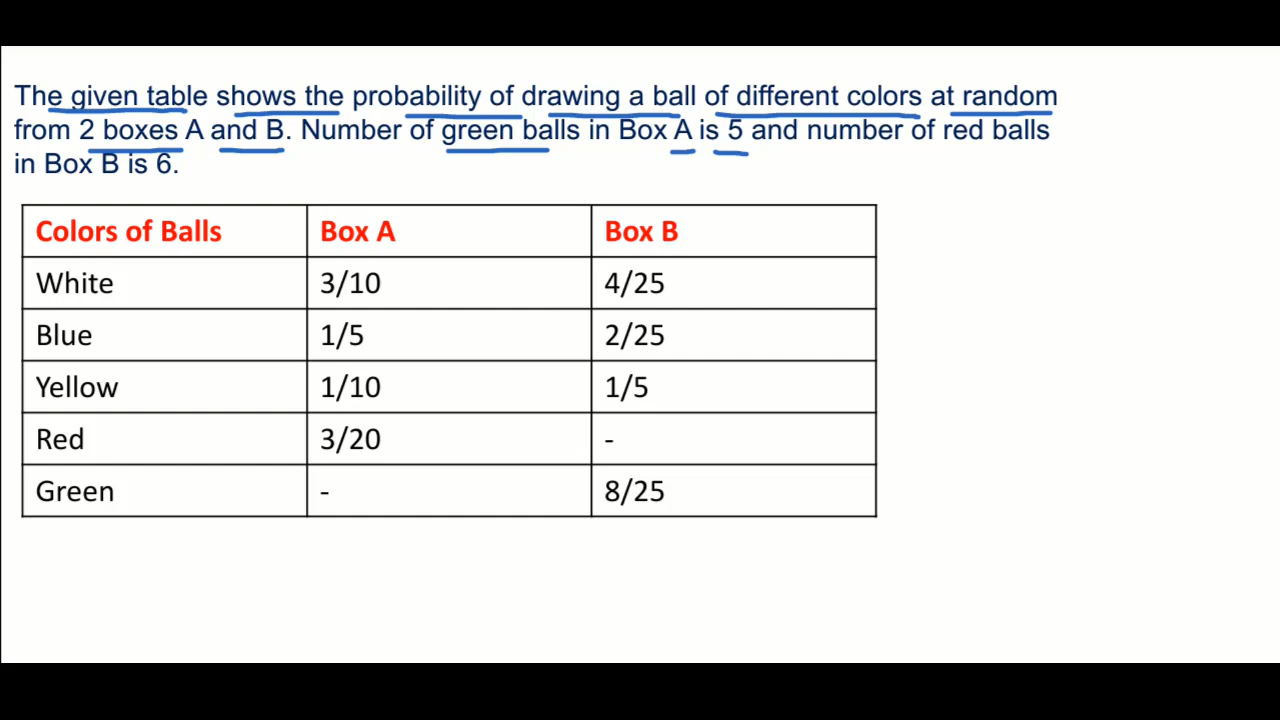 The given table shows the probability of drawing a ball of different colors at random
from 2 boxes A and B. Number of green balls in Box A is 5 and number of red balls
in Box B is 6.
Colors of Balls Box A Box B
White 3/10 4/25
Blue 1/5 2/25
Yellow 1/10 1/5
Red 3/20 -
Green - 8/25